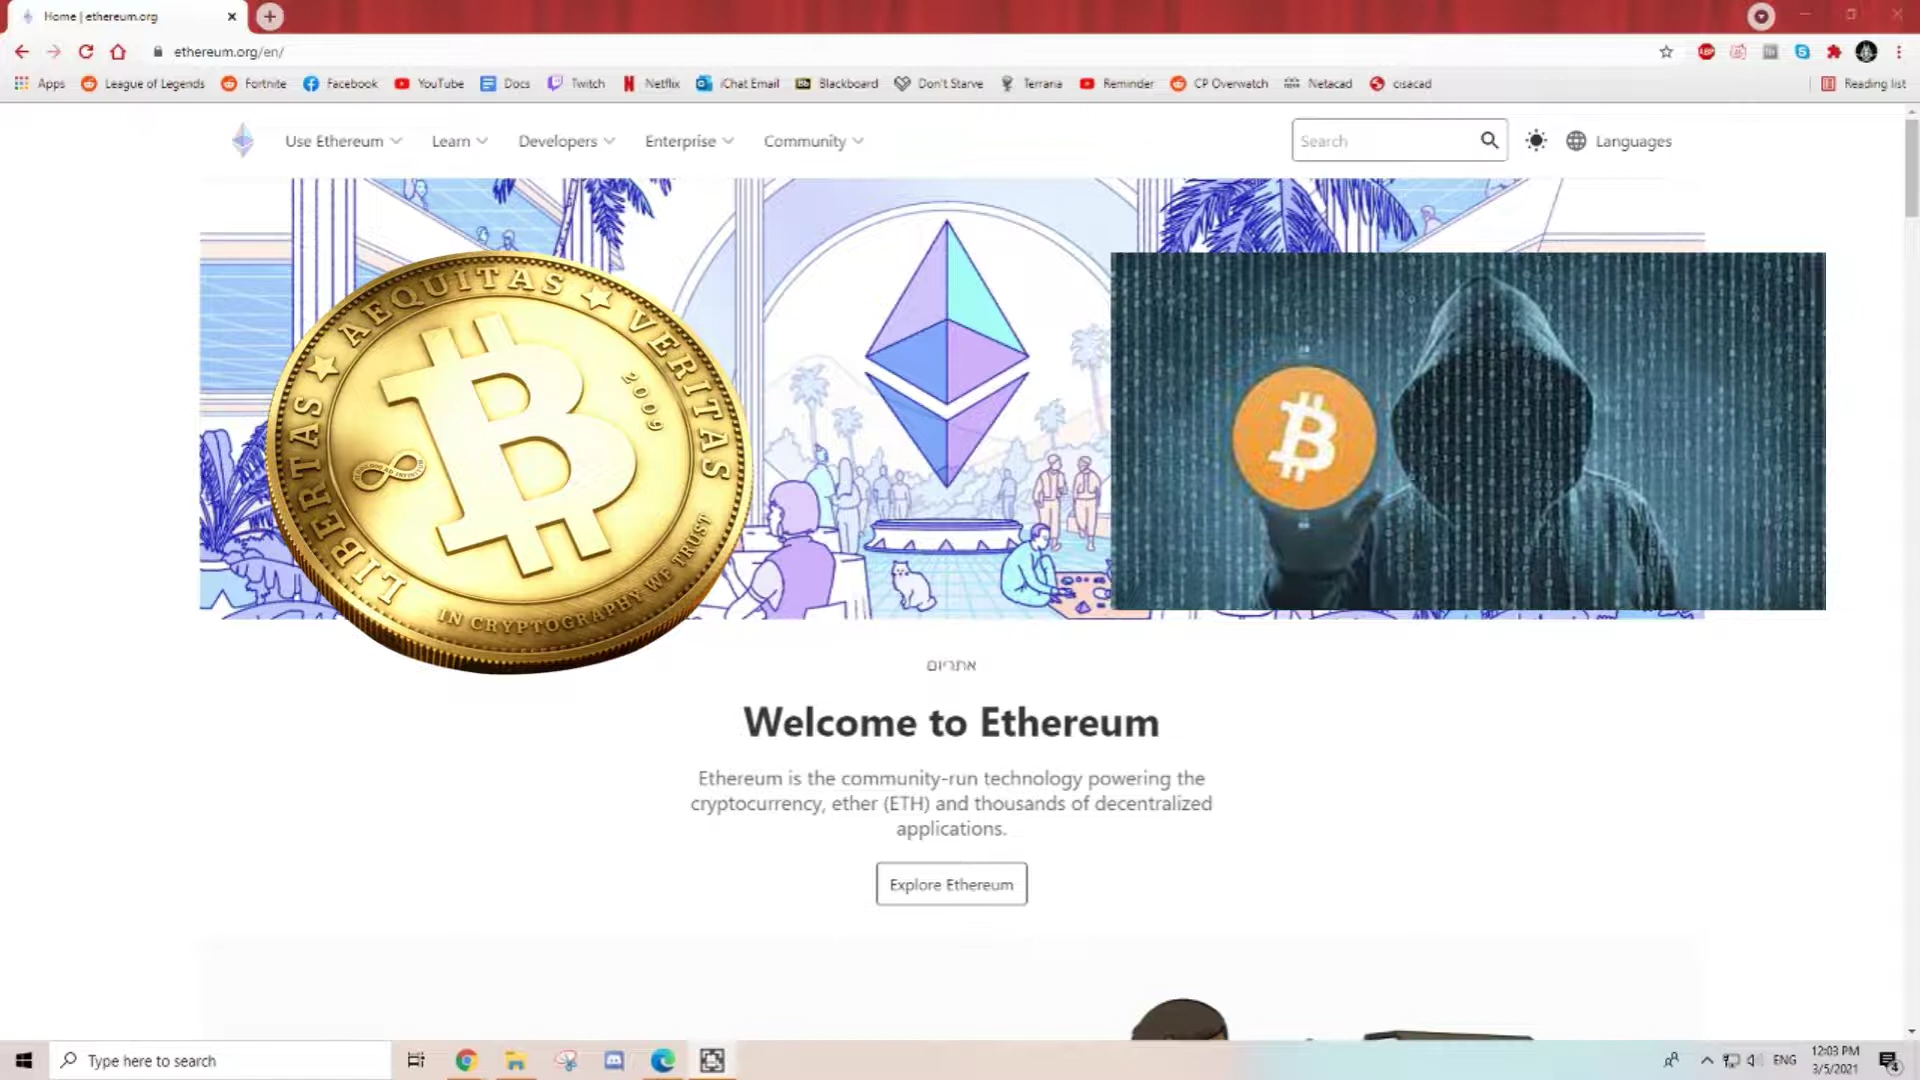 Home | ethereum.org
ethereum.org/en/
Apps League of Legends Fortnite Facebook YouTube Docs Twitch Netflix iChat Email Blackboard Don't Starve Terraria Reminder CP Overwatch Netacad cisacad Reading list
Use Ethereum Learn Developers Enterprise Community Search Languages
LIBERTAS ★ AEQUITAS ★ VERITAS
2009
IN CRYPTOGRAPHY WE TRUST
אתריום
Welcome to Ethereum
Ethereum is the community-run technology powering the
cryptocurrency, ether (ETH) and thousands of decentralized
applications.
Explore Ethereum
Type here to search
ENG
12:03 PM
3/5/2021
4